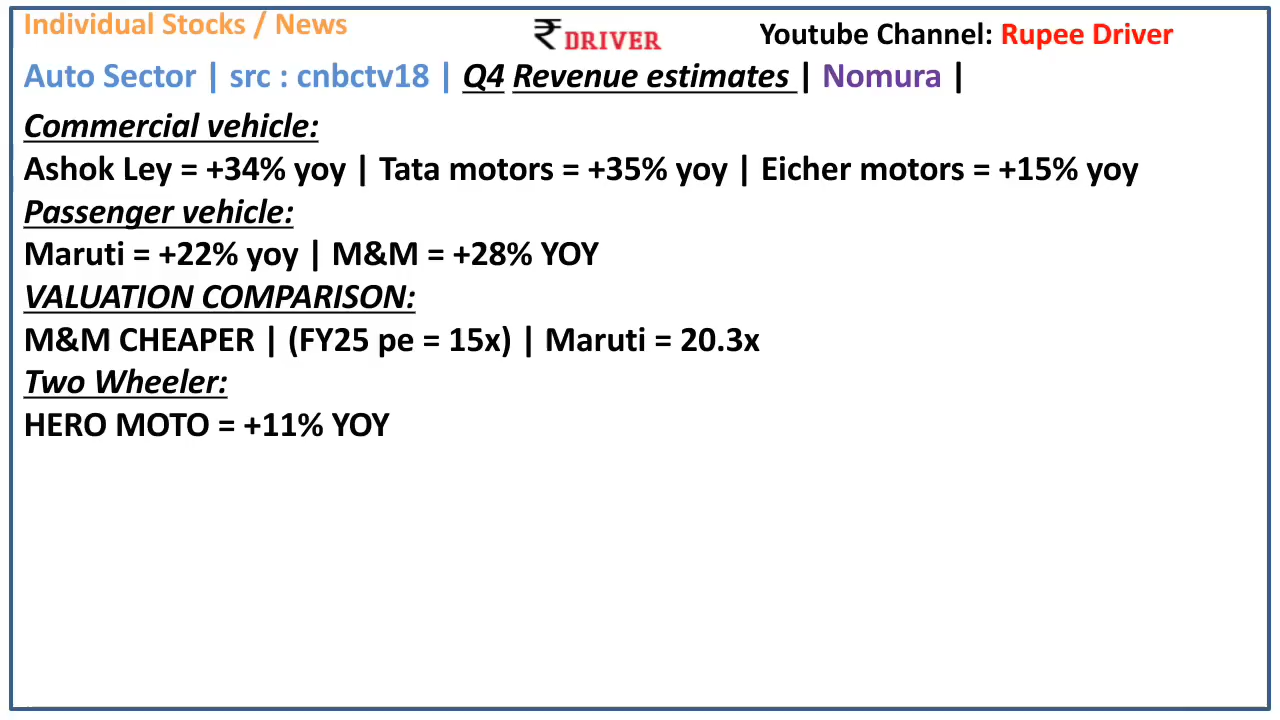 Individual Stocks / News
₹ DRIVER
Youtube Channel: Rupee Driver
Auto Sector | src : cnbctv18 | Q4 Revenue estimates | Nomura |
Commercial vehicle:
Ashok Ley = +34% yoy | Tata motors = +35% yoy | Eicher motors = +15% yoy
Passenger vehicle:
Maruti = +22% yoy | M&M = +28% YOY
VALUATION COMPARISON:
M&M CHEAPER | (FY25 pe = 15x) | Maruti = 20.3x
Two Wheeler:
HERO MOTO = +11% YOY